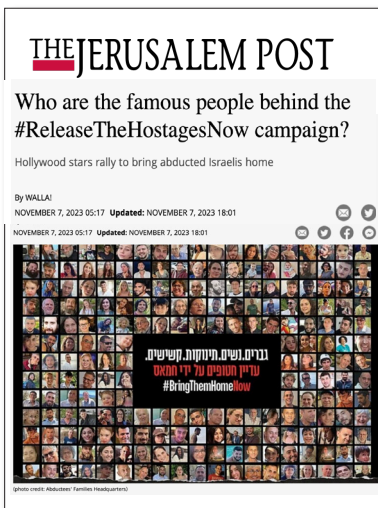 THE JERUSALEM POST
Who are the famous people behind the
#ReleaseTheHostagesNow campaign?
Hollywood stars rally to bring abducted Israelis home
By WALLA!
NOVEMBER 7, 2023 05:17 Updated: NOVEMBER 7, 2023 18:01
NOVEMBER 7, 2023 05:17 Updated: NOVEMBER 7, 2023 18:01
גברים.נשים.תינוקות.קשישים.
עדיין חטופים על ידי חמאס
#BringThemHomeNow
(photo credit: Abductees' Families Headquarters)